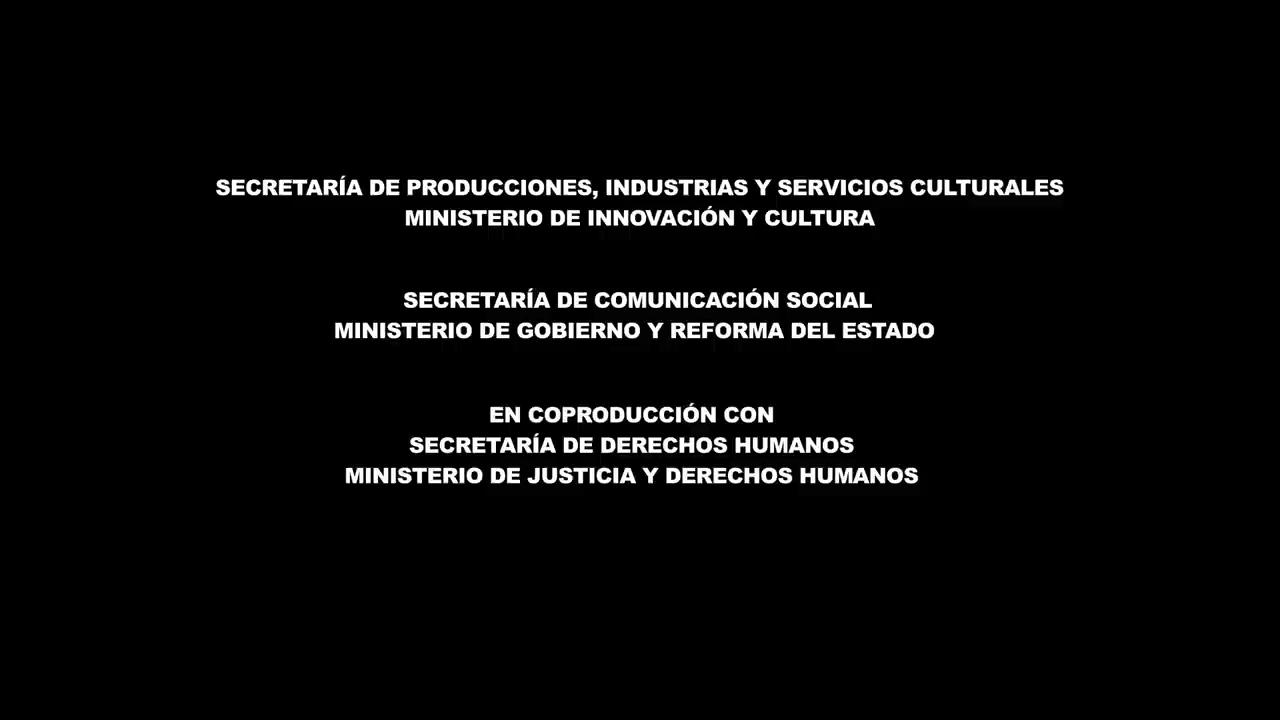 SECRETARÍA DE PRODUCCIONES, INDUSTRIAS Y SERVICIOS CULTURALES
MINISTERIO DE INNOVACIÓN Y CULTURA
SECRETARÍA DE COMUNICACIÓN SOCIAL
MINISTERIO DE GOBIERNO Y REFORMA DEL ESTADO
EN COPRODUCCIÓN CON
SECRETARÍA DE DERECHOS HUMANOS
MINISTERIO DE JUSTICIA Y DERECHOS HUMANOS